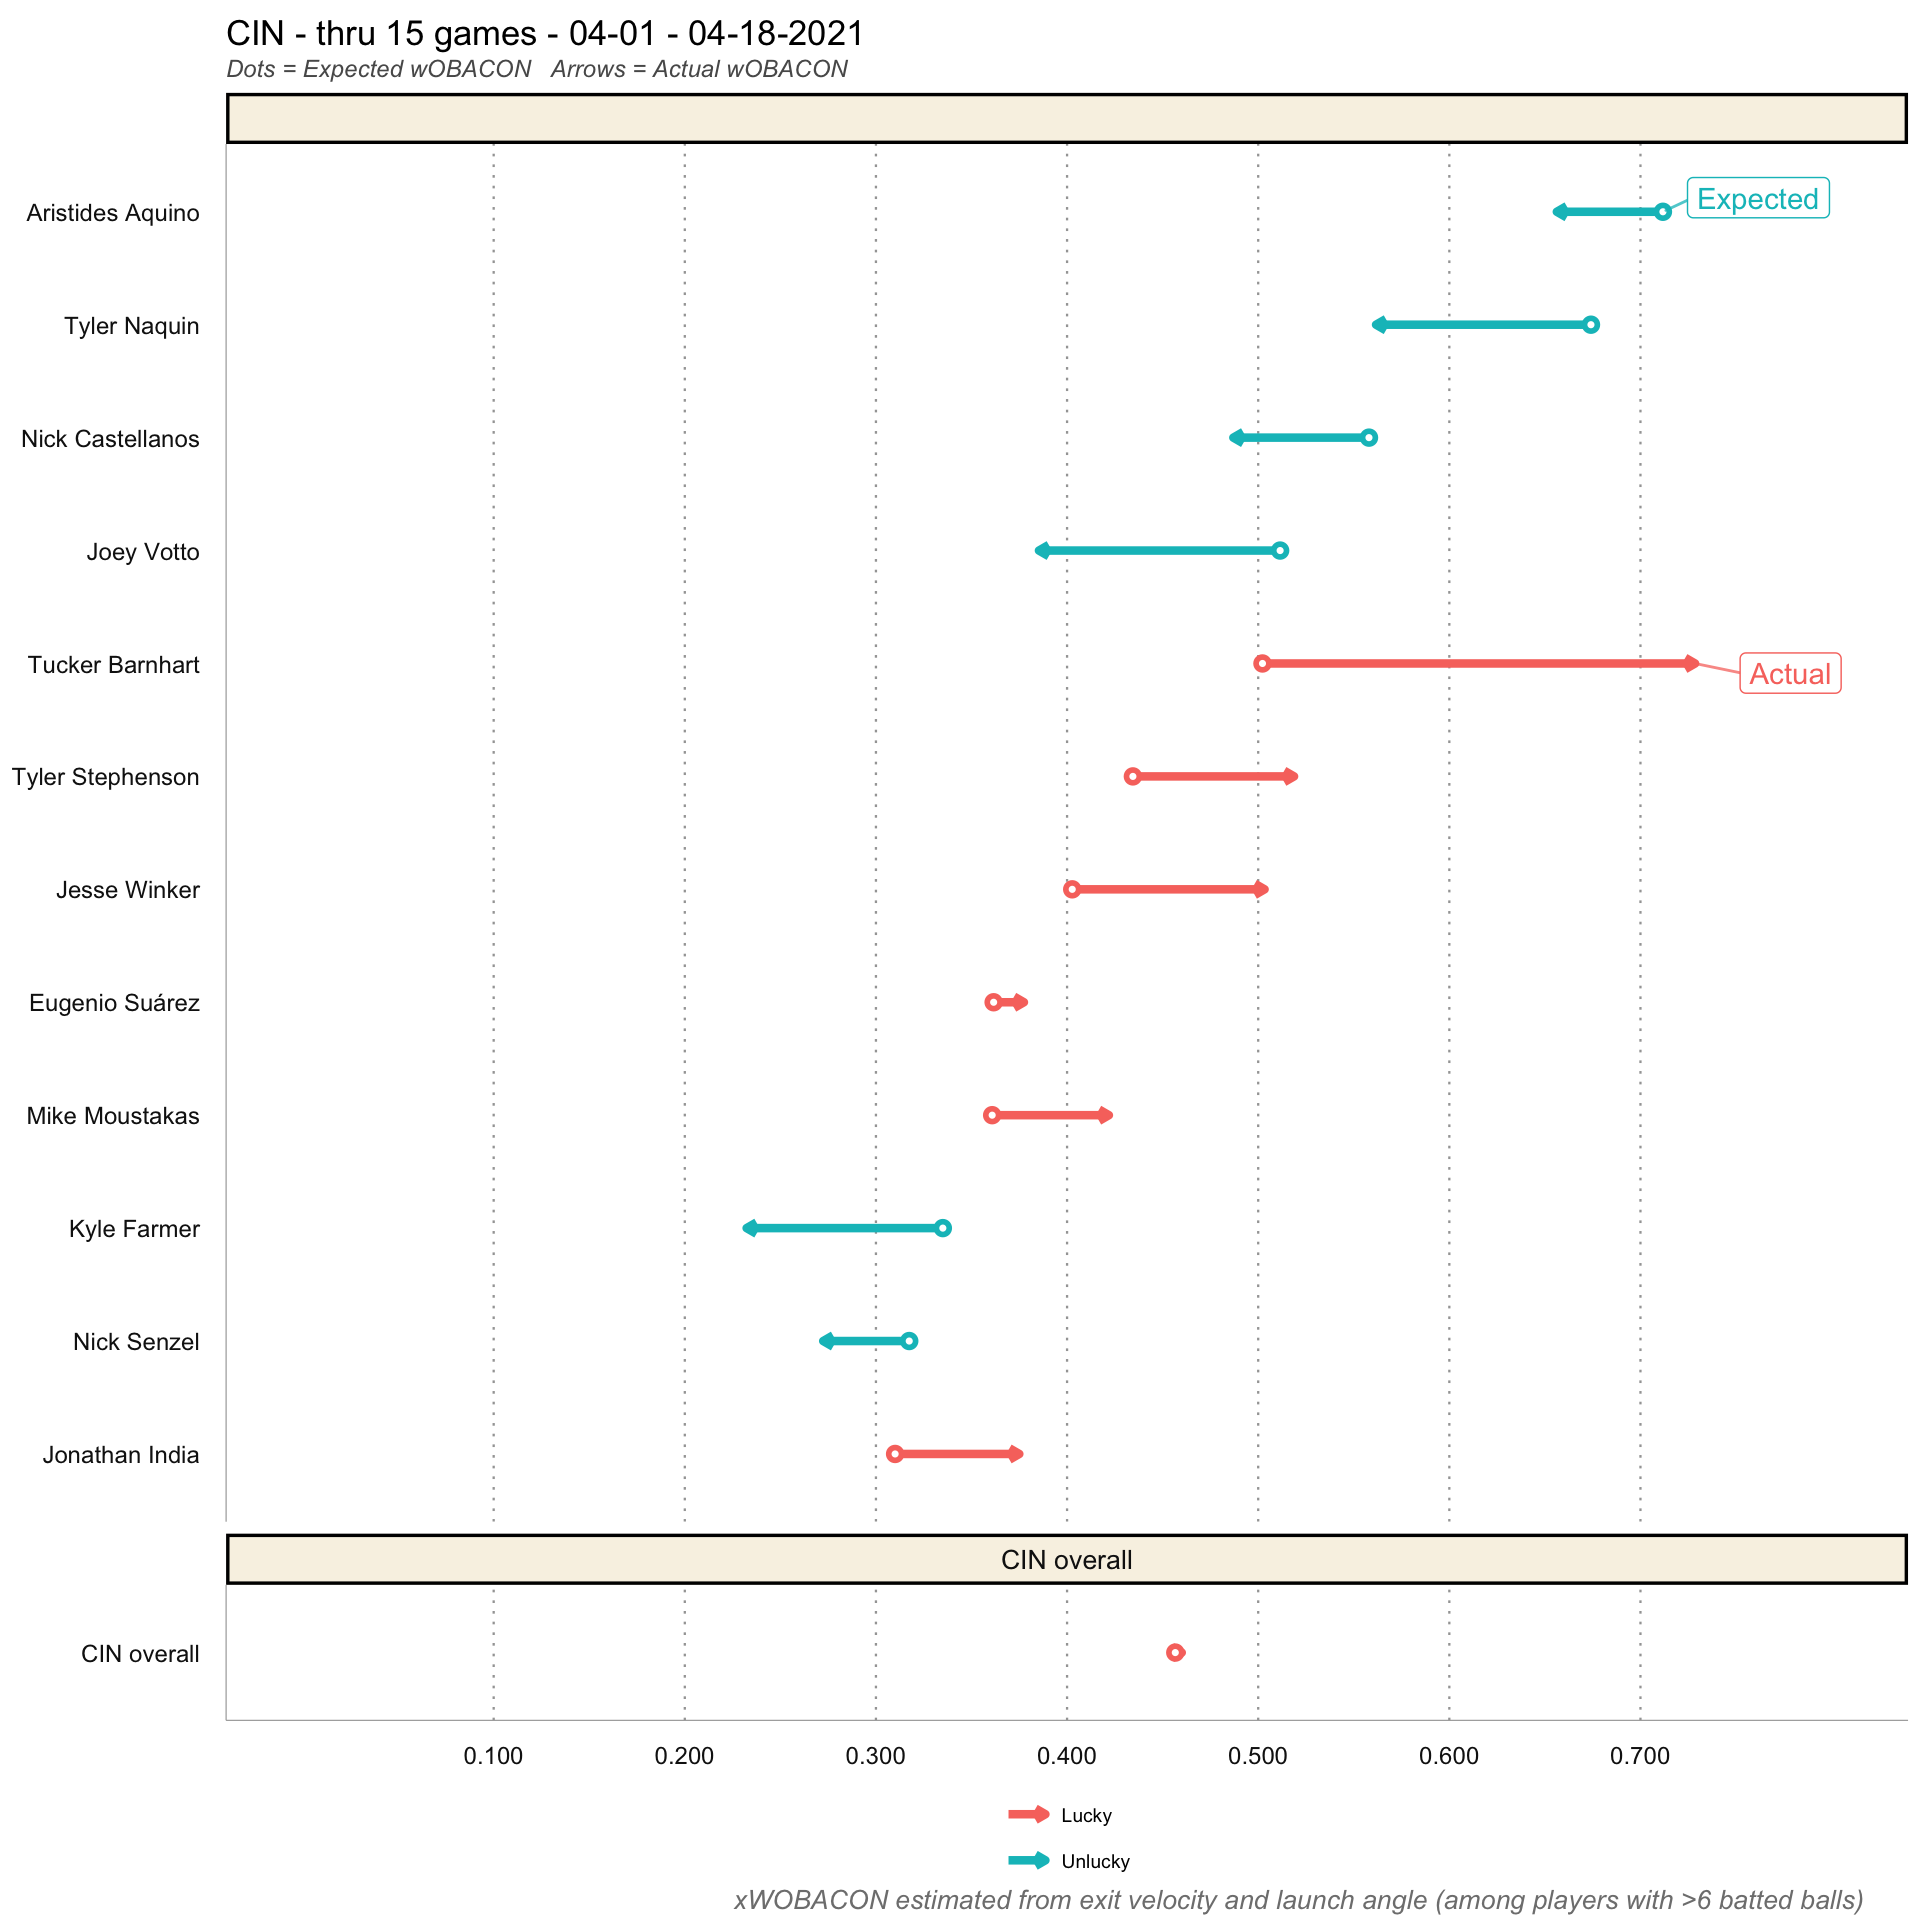 CIN - thru 15 games - 04-01 - 04-18-2021
Dots = Expected wOBACON   Arrows = Actual wOBACON
Aristides Aquino
Expected
Tyler Naquin
Nick Castellanos
Joey Votto
Tucker Barnhart
Actual
Tyler Stephenson
Jesse Winker
Eugenio Suárez
Mike Moustakas
Kyle Farmer
Nick Senzel
Jonathan India
CIN overall
CIN overall
0.100 0.200 0.300 0.400 0.500 0.600 0.700
Lucky
Unlucky
xWOBACON estimated from exit velocity and launch angle (among players with >6 batted balls)